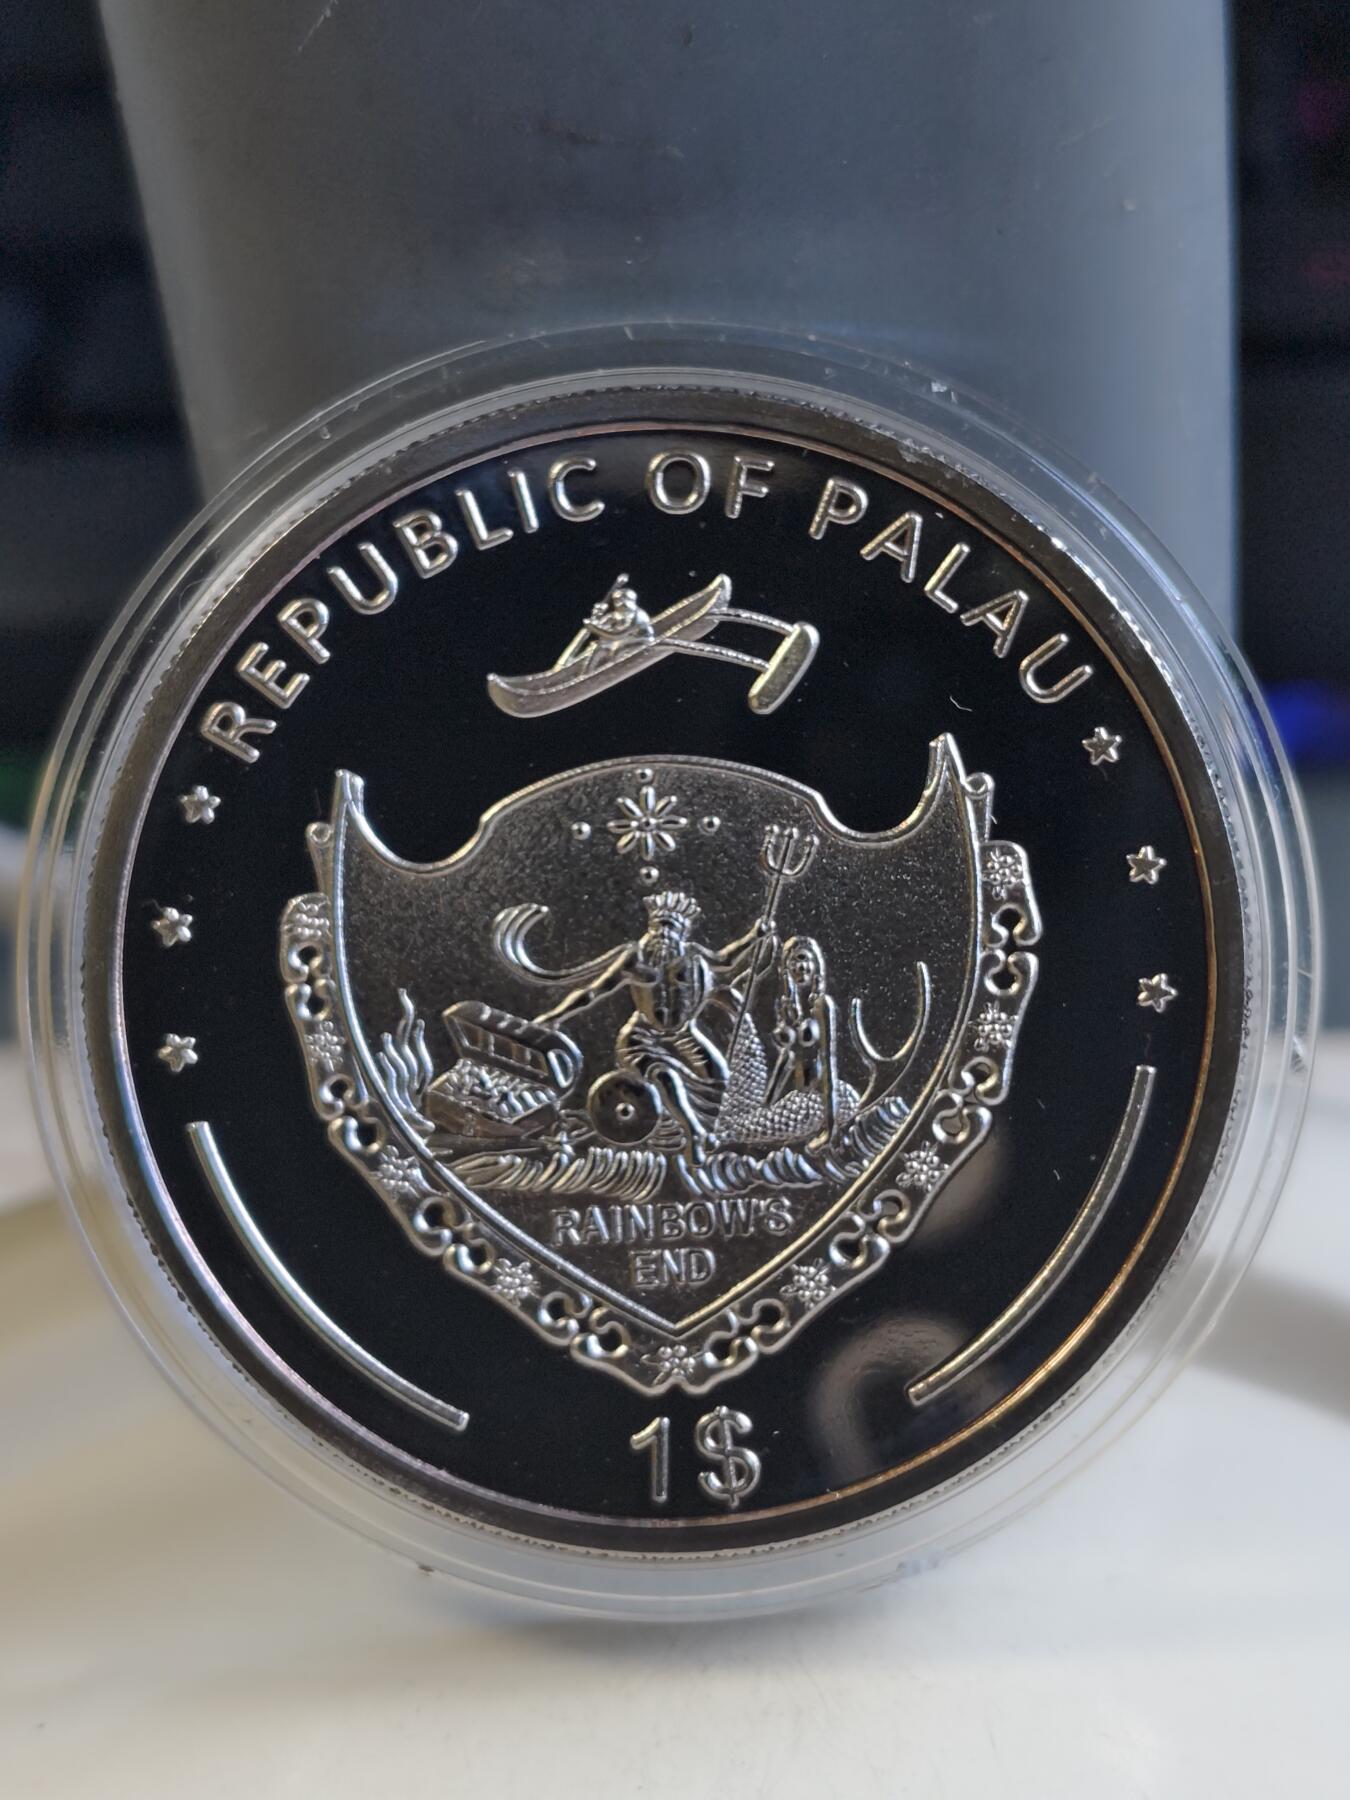 REPUBLIC OF PALAU
RAINBOW'S
END
1$